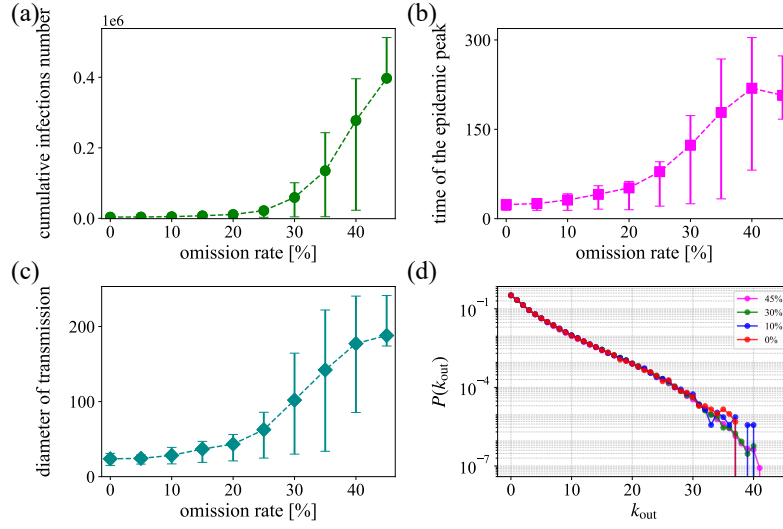 (a)
1e6
cumulative infections number
0.4
0.2
0.0
0 10 20 30 40
omission rate [%]
(b)
time of the epidemic peak
300
150
0
0 10 20 30 40
omission rate [%]
(c)
diameter of transmission
200
100
0
0 10 20 30 40
omission rate [%]
(d)
P(k_out)
10⁻¹
10⁻⁴
10⁻⁷
45%
30%
10%
0%
0 10 20 30 40
k_out